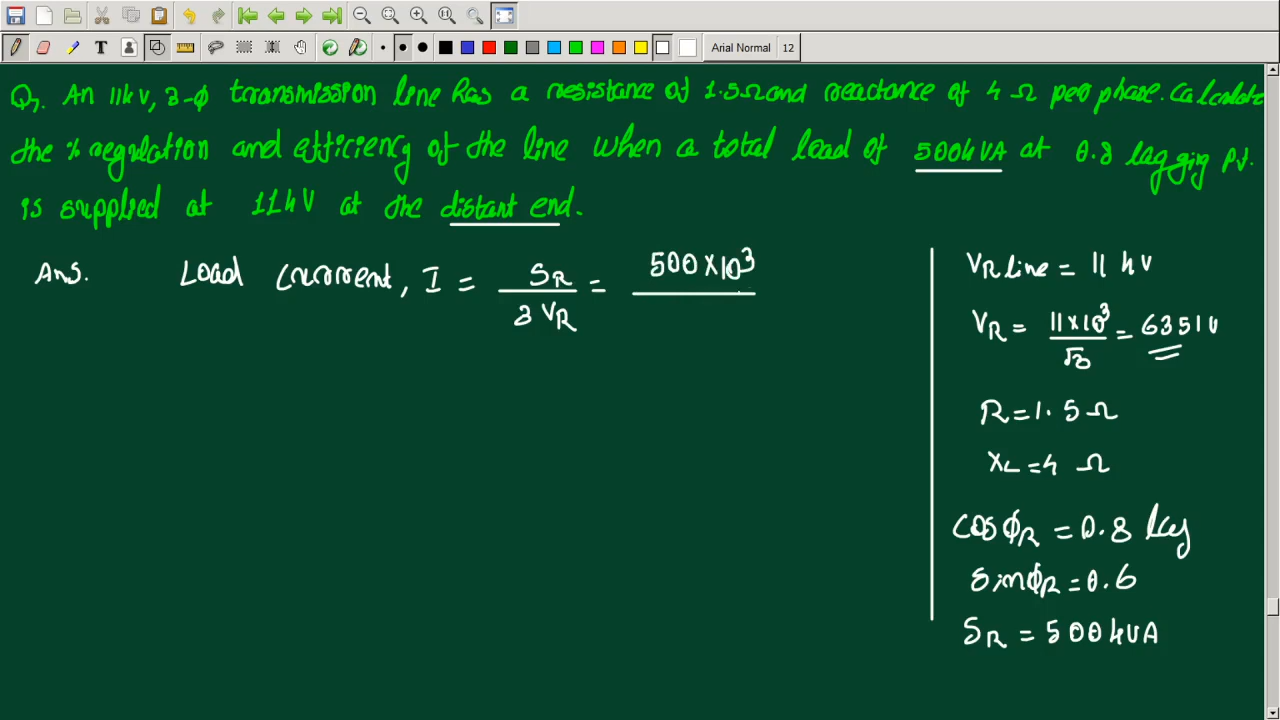 Arial Normal 12
Q. An 11kV, 3-φ transmission line has a resistance of 1.5Ω and reactance of 4 Ω per phase. Calculate
the % regulation and efficiency of the line when a total load of 500kVA at 0.8 lagging Pf.
is supplied at 11kV at the distant end.
Ans. Load current, I = SR / 3 VR = 500×10³
VR line = 11 kV
VR = 11×10³ / √3 = 6351V
R = 1.5 Ω
XL = 4 Ω
cosφR = 0.8 lag
sinφR = 0.6
SR = 500kVA